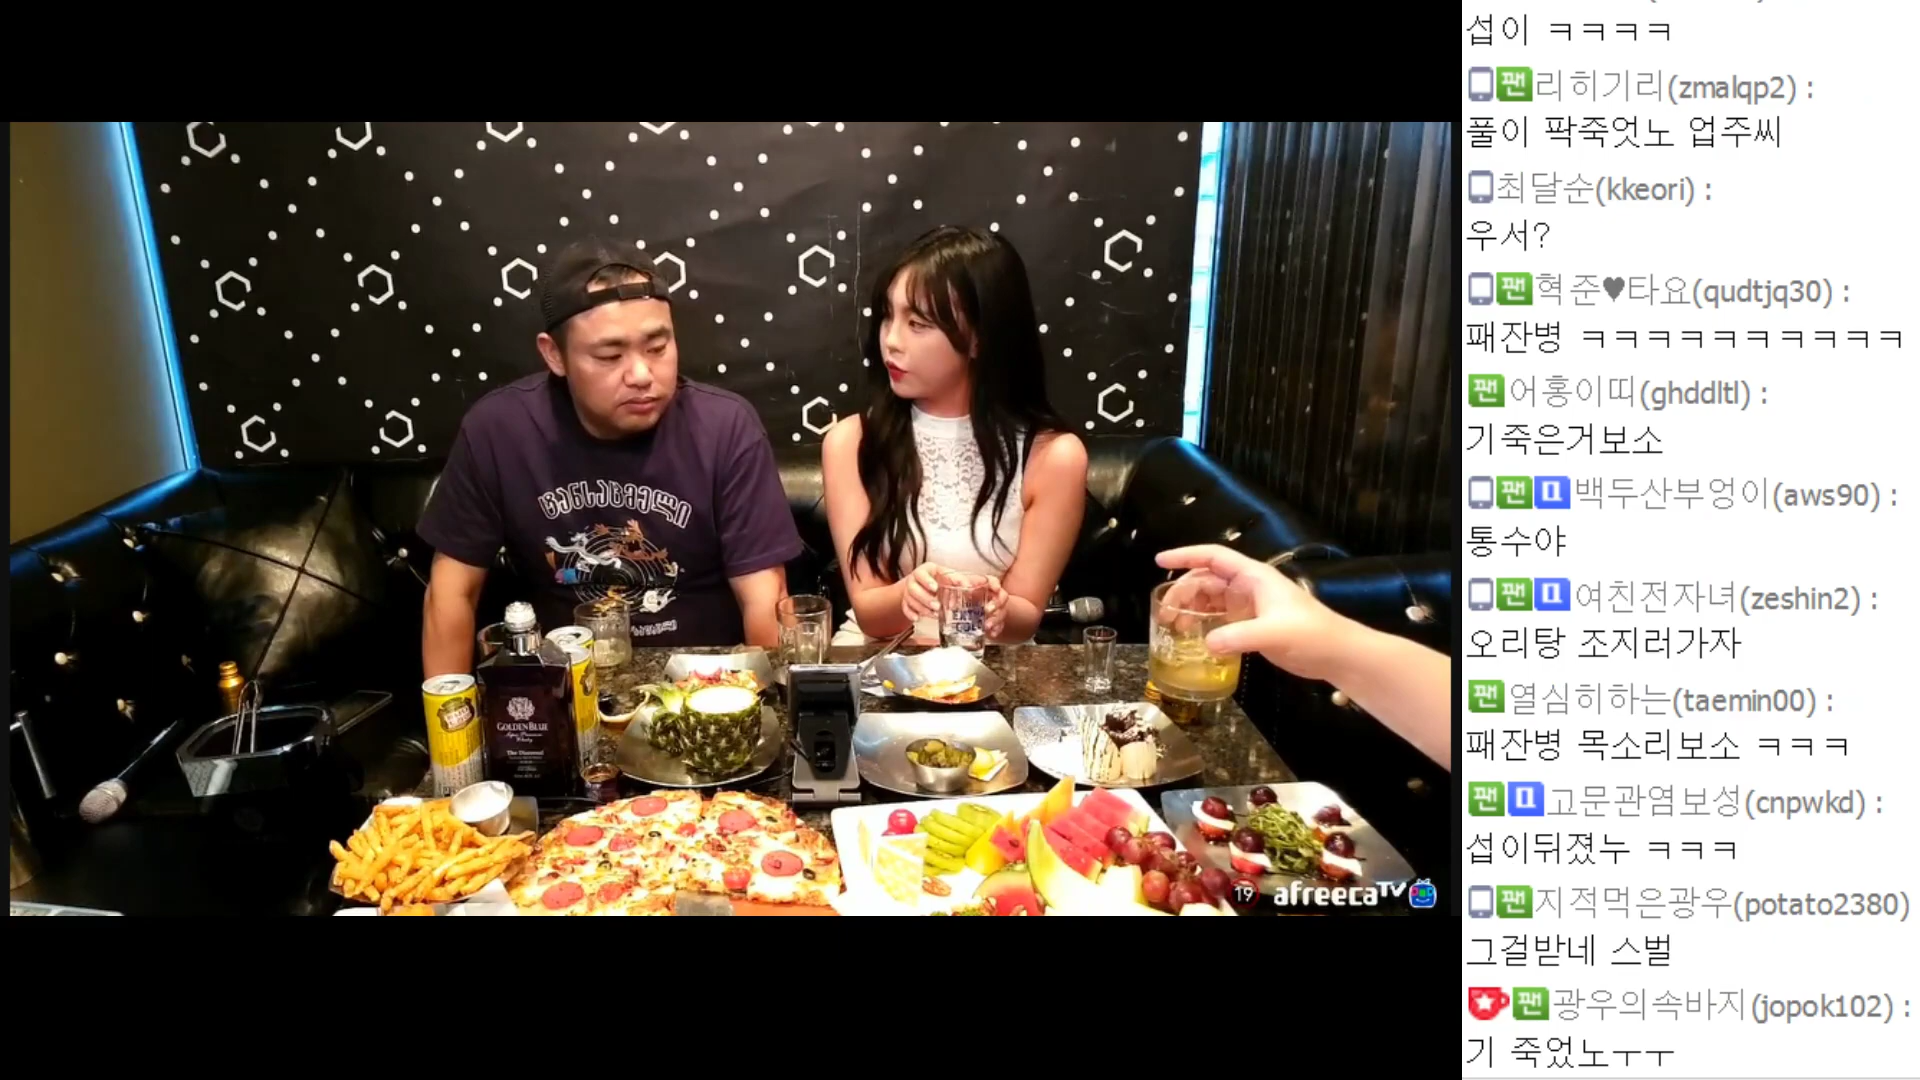 섭이 ㅋㅋㅋㅋ
팬 리히기리(zmalqp2) :
풀이 팍죽엇노 업주씨
최달순(kkeori) :
우서?
팬 혁준♥타요(qudtjq30) :
패잔병 ㅋㅋㅋㅋㅋㅋㅋㅋㅋㅋ
팬 어홍이띠(ghddltl) :
기죽은거보소
팬 백두산부엉이(aws90) :
통수야
팬 여친전자녀(zeshin2) :
오리탕 조지러가자
팬 열심히하는(taemin00) :
패잔병 목소리보소 ㅋㅋㅋ
팬 고문관염보성(cnpwkd) :
섭이뒤졌누 ㅋㅋㅋ
팬 지적먹은광우(potato2380)
그걸받네 스벌
팬 광우의속바지(jopok102) :
기 죽었노ㅜㅜ
ტანსაცმელი
GOLDEN BLUE
The Diamond
19 afreecaTV